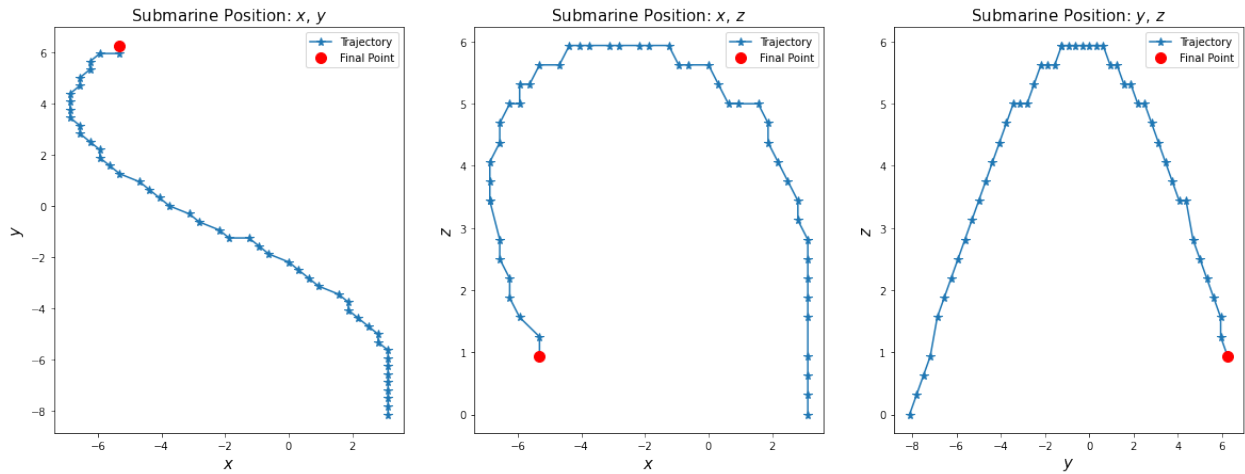 Submarine Position: x, y
Trajectory
Final Point
6
4
2
0
−2
−4
−6
−8
y
−6
−4
−2
0
2
x
Submarine Position: x, z
Trajectory
Final Point
6
5
4
3
2
1
0
z
−6
−4
−2
0
2
x
Submarine Position: y, z
Trajectory
Final Point
6
5
4
3
2
1
0
z
−8
−6
−4
−2
0
2
4
6
y